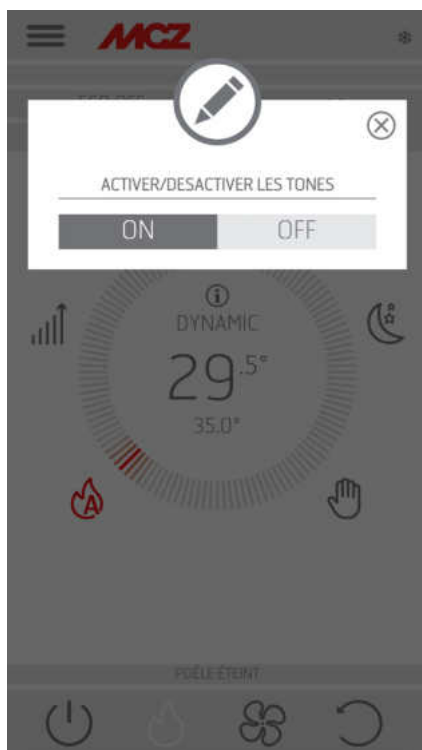 MCZ
ACTIVER/DESACTIVER LES TONES
ON OFF
DYNAMIC
29.5°
35.0°
A
POÊLE ÉTEINT